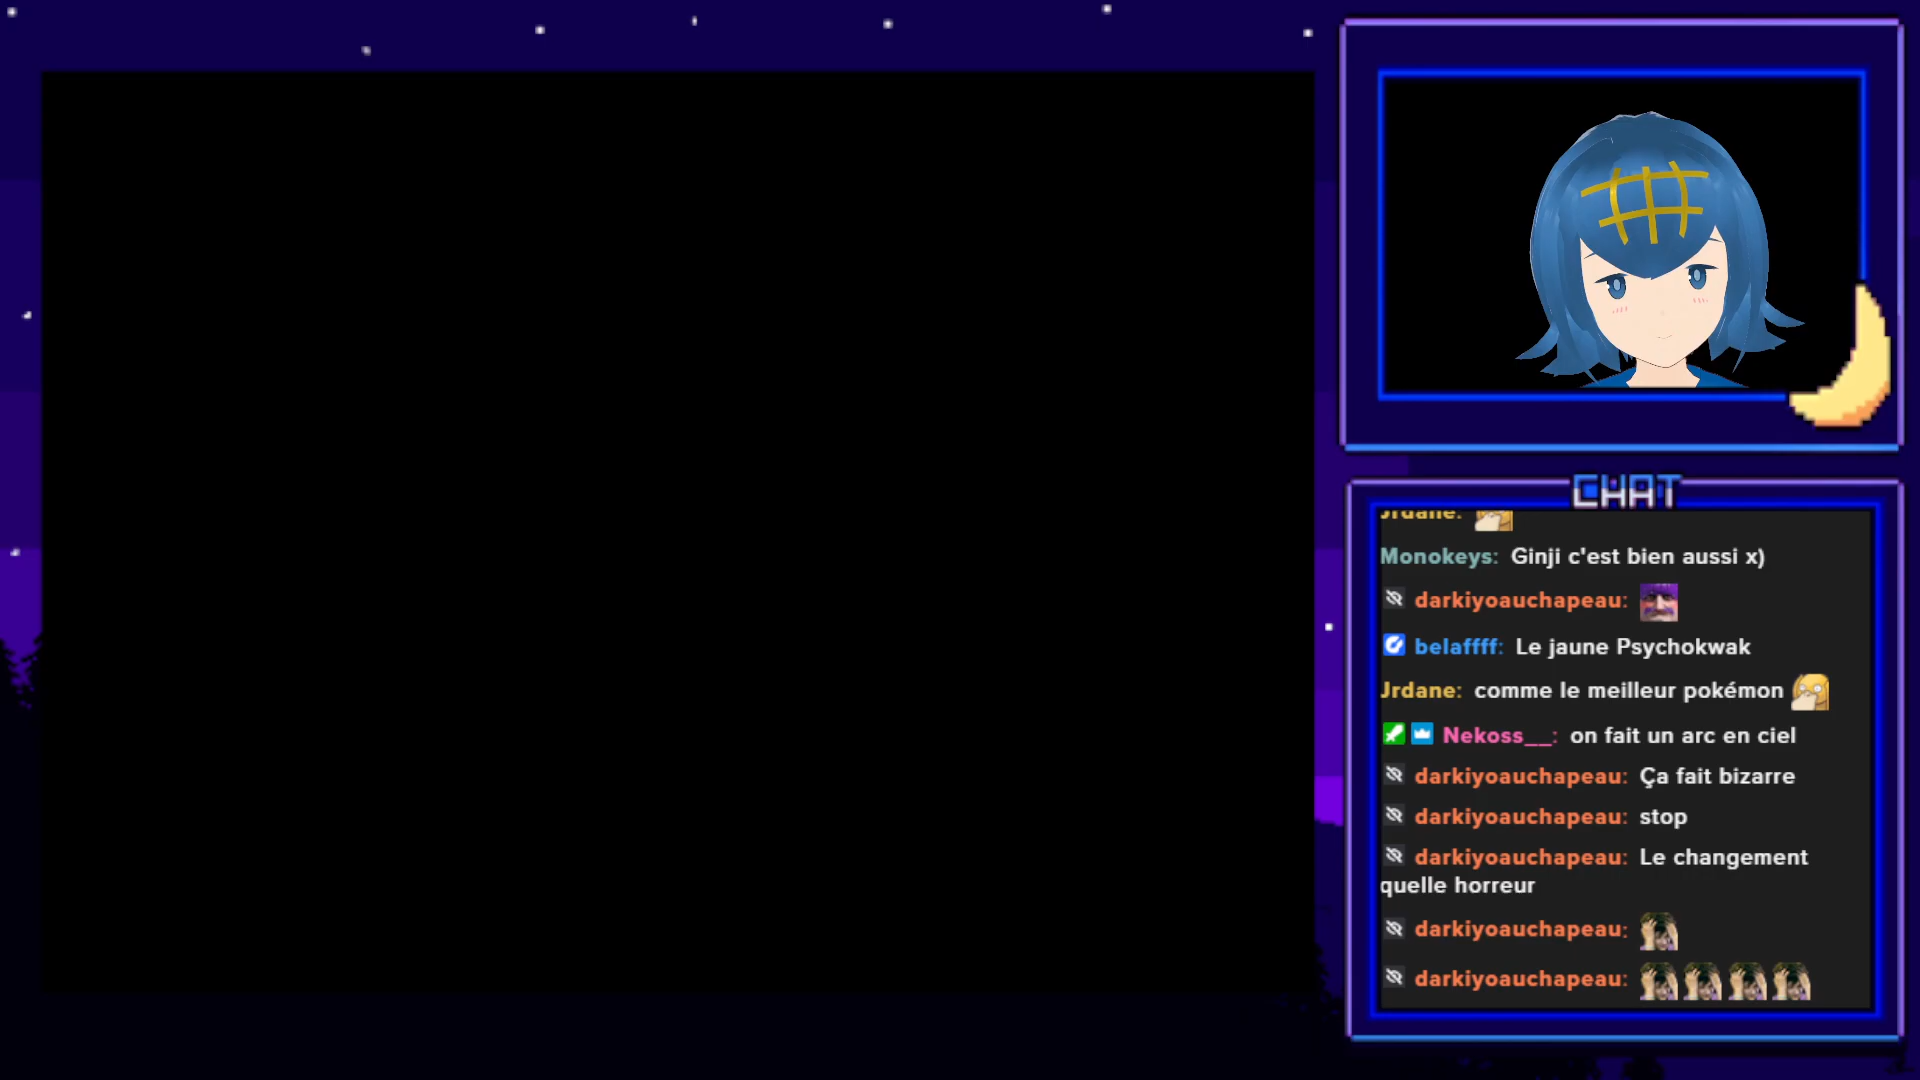 CHAT
Jrdane:
Monokeys: Ginji c'est bien aussi x)
darkiyoauchapeau:
belaffff: Le jaune Psychokwak
Jrdane: comme le meilleur pokémon
Nekoss__: on fait un arc en ciel
darkiyoauchapeau: Ça fait bizarre
darkiyoauchapeau: stop
darkiyoauchapeau: Le changement
quelle horreur
darkiyoauchapeau:
darkiyoauchapeau: